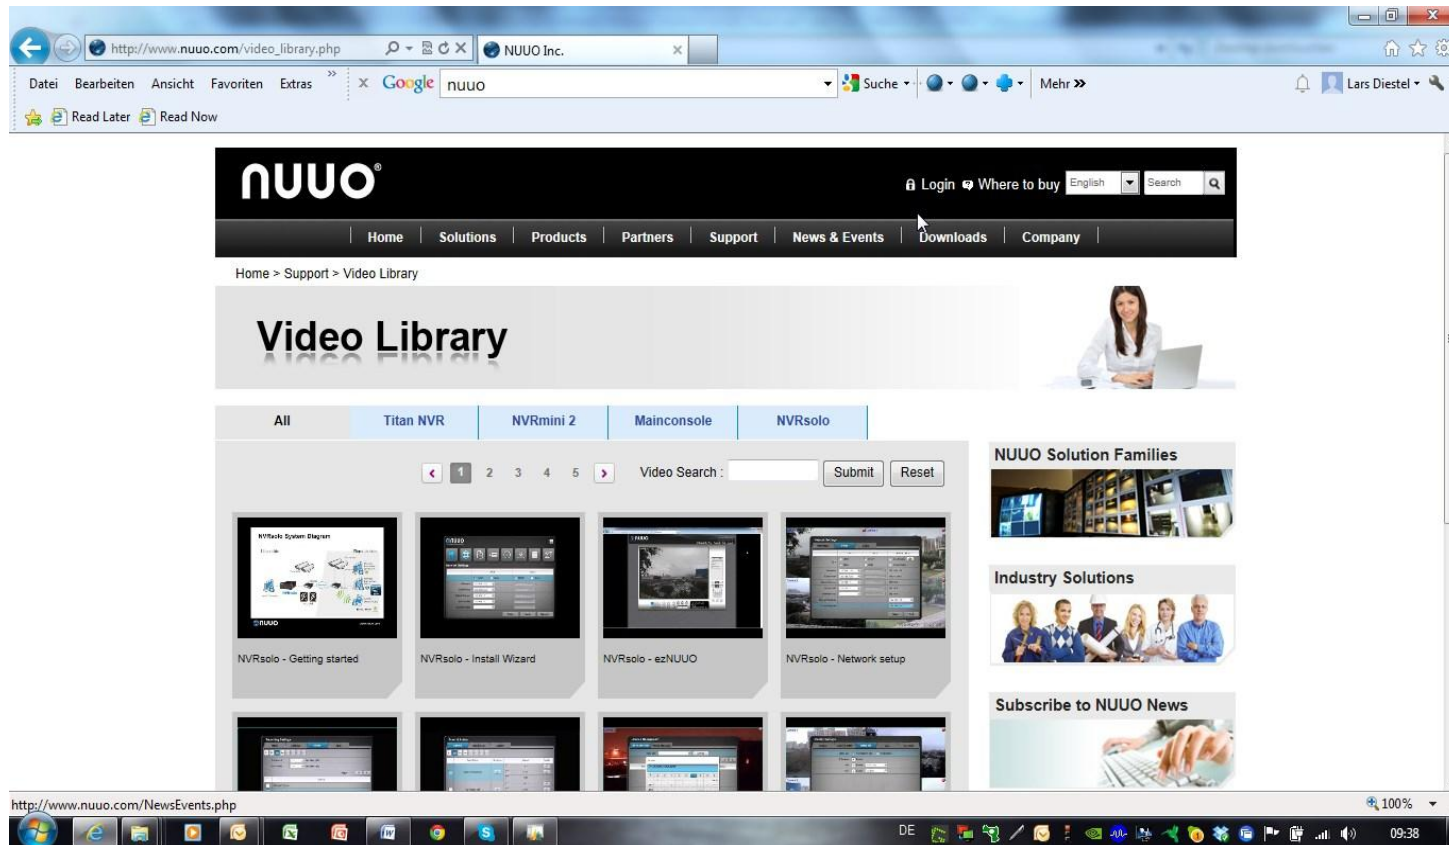 http://www.nuuo.com/video_library.php
NUUO Inc.
Datei Bearbeiten Ansicht Favoriten Extras
Google nuuo Suche Mehr Lars Diestel
Read Later Read Now
nuuo
Login Where to buy English Search
Home Solutions Products Partners Support News & Events Downloads Company
Home > Support > Video Library
Video Library
All Titan NVR NVRmini 2 Mainconsole NVRsolo
1 2 3 4 5 Video Search : Submit Reset
NUUO Solution Families
NVRsolo System Diagram
nuuo
Industry Solutions
NVRsolo - Getting started
NVRsolo - Install Wizard
NVRsolo - ezNUUO
NVRsolo - Network setup
Subscribe to NUUO News
http://www.nuuo.com/NewsEvents.php
100%
DE 09:38